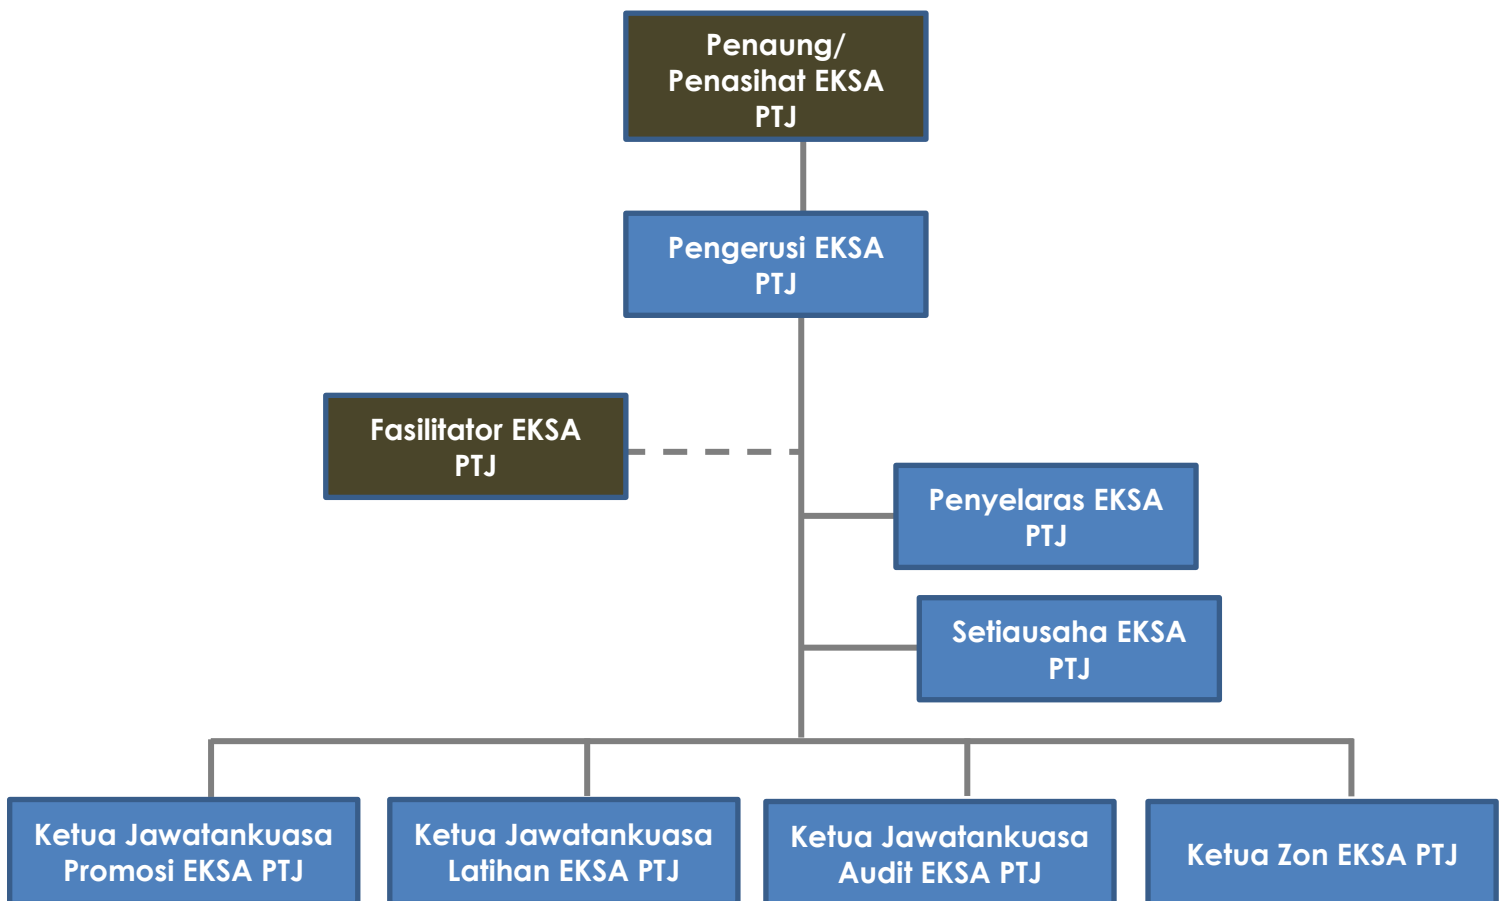 Penaung/
Penasihat EKSA
PTJ
Pengerusi EKSA
PTJ
Fasilitator EKSA
PTJ
Penyelaras EKSA
PTJ
Setiausaha EKSA
PTJ
Ketua Jawatankuasa
Promosi EKSA PTJ
Ketua Jawatankuasa
Latihan EKSA PTJ
Ketua Jawatankuasa
Audit EKSA PTJ
Ketua Zon EKSA PTJ